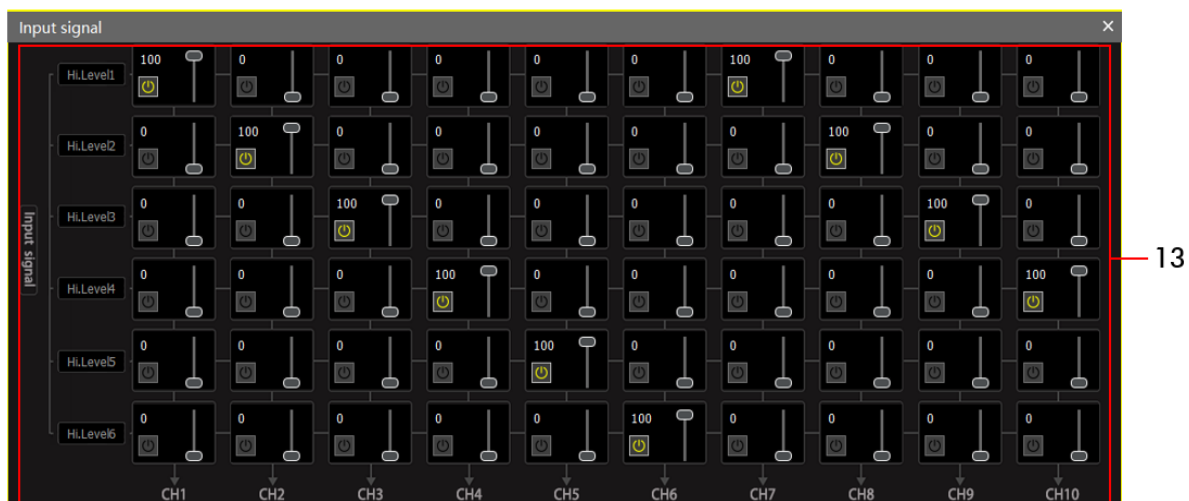 Input signal ×
Hi.Level1 100 0 0 0 0 0 100 0 0 0
Hi.Level2 0 100 0 0 0 0 0 100 0 0
Hi.Level3 0 0 100 0 0 0 0 0 100 0
Input signal
13
Hi.Level4 0 0 0 100 0 0 0 0 0 100
Hi.Level5 0 0 0 0 100 0 0 0 0 0
Hi.Level6 0 0 0 0 0 100 0 0 0 0
CH1 CH2 CH3 CH4 CH5 CH6 CH7 CH8 CH9 CH10